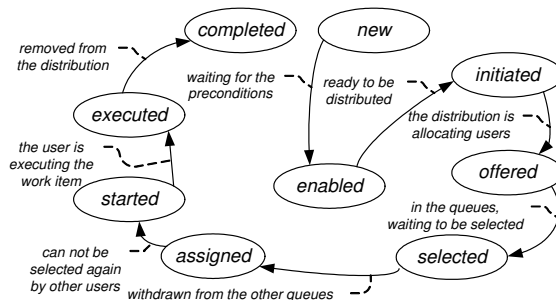 completed
new
removed from
the distribution
waiting for the
preconditions
ready to be
distributed
initiated
executed
the distribution is
allocating users
the user is
executing the
work item
enabled
offered
started
in the queues,
waiting to be selected
can not be
selected again
by other users
assigned
selected
withdrawn from the other queues